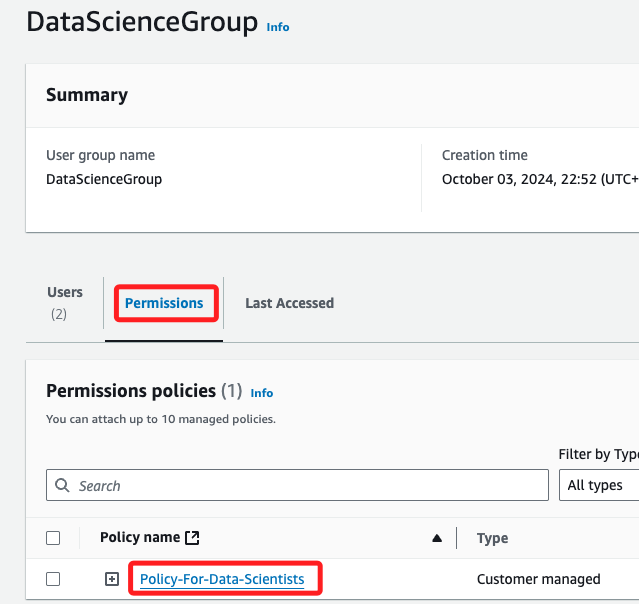 DataScienceGroup Info
Summary
User group name
DataScienceGroup
Creation time
October 03, 2024, 22:52 (UTC+
Users
(2)
Permissions
Last Accessed
Permissions policies (1) Info
You can attach up to 10 managed policies.
Filter by Type
Search
All types
Policy name
Type
Policy-For-Data-Scientists
Customer managed